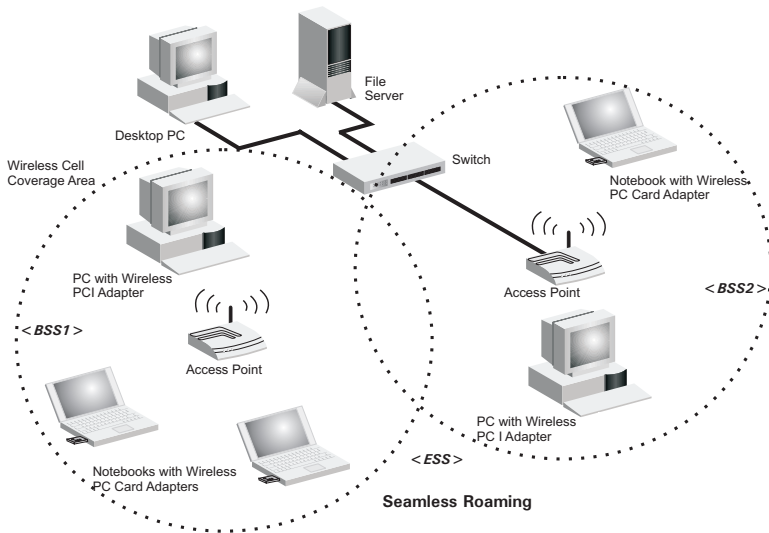 File
Server
Desktop PC
Switch
Wireless Cell
Coverage Area
Notebook with Wireless
PC Card Adapter
PC with Wireless
PCI Adapter
Access Point
<BSS2>
<BSS1>
Access Point
PC with Wireless
PC I Adapter
Notebooks with Wireless
PC Card Adapters
<ESS>
Seamless Roaming